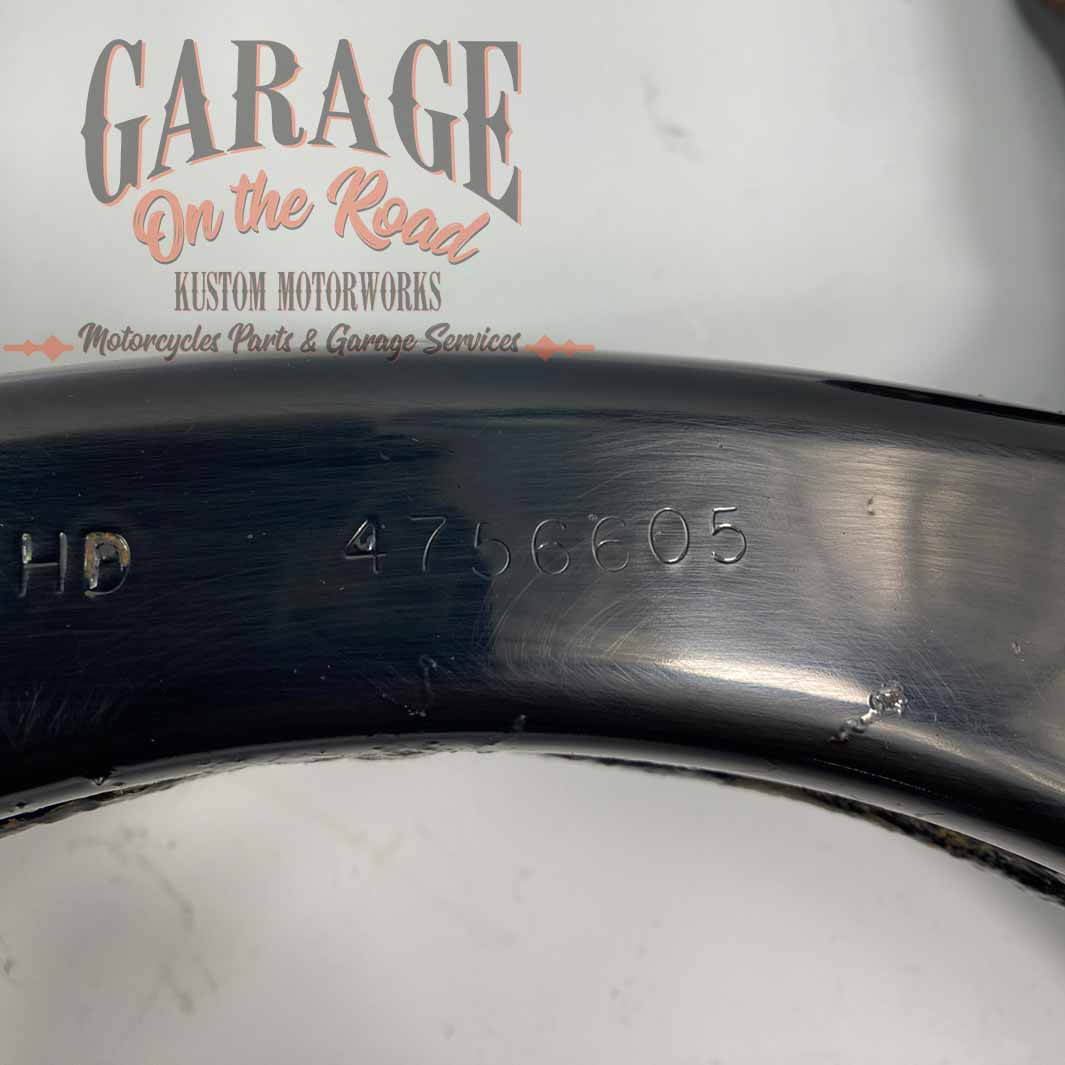 GARAGE
On the Road
KUSTOM MOTORWORKS
Motorcycles Parts & Garage Services
HD 4756605